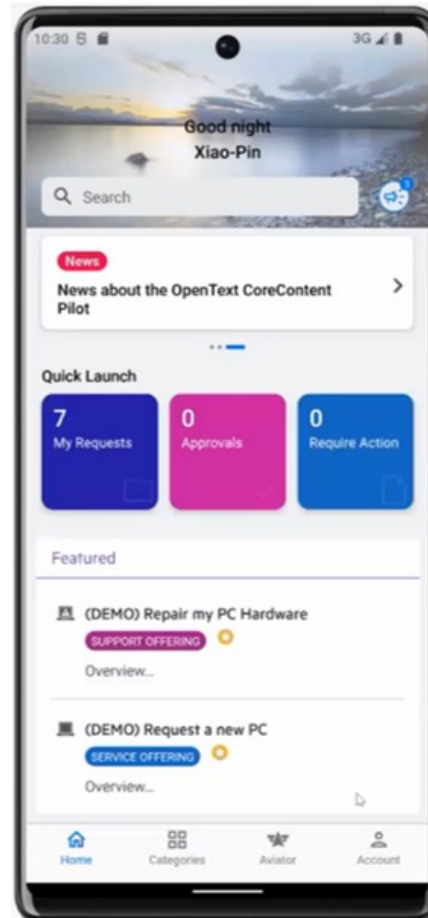 10:30
3G
Good night
Xiao-Pin
Search
3
News
News about the OpenText CoreContent
Pilot
Quick Launch
7
My Requests
0
Approvals
0
Require Action
Featured
(DEMO) Repair my PC Hardware
SUPPORT OFFERING
Overview...
(DEMO) Request a new PC
SERVICE OFFERING
Overview...
Home
Categories
Aviator
Account